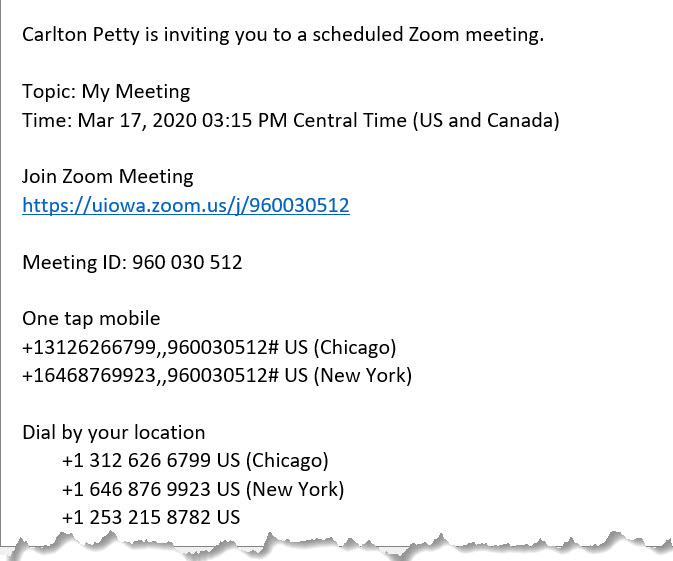 Carlton Petty is inviting you to a scheduled Zoom meeting.
Topic: My Meeting
Time: Mar 17, 2020 03:15 PM Central Time (US and Canada)
Join Zoom Meeting
https://uiowa.zoom.us/j/960030512
Meeting ID: 960 030 512
One tap mobile
+13126266799,,960030512# US (Chicago)
+16468769923,,960030512# US (New York)
Dial by your location
+1 312 626 6799 US (Chicago)
+1 646 876 9923 US (New York)
+1 253 215 8782 US